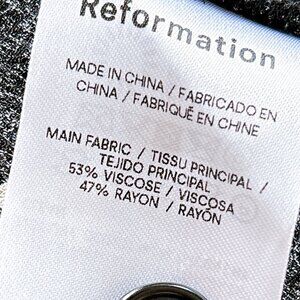 Reformation
MADE IN CHINA / FABRICADO EN
CHINA / FABRIQUÉ EN CHINE
MAIN FABRIC / TISSU PRINCIPAL /
TEJIDO PRINCIPAL
53% VISCOSE / VISCOSA
47% RAYON / RAYÓN